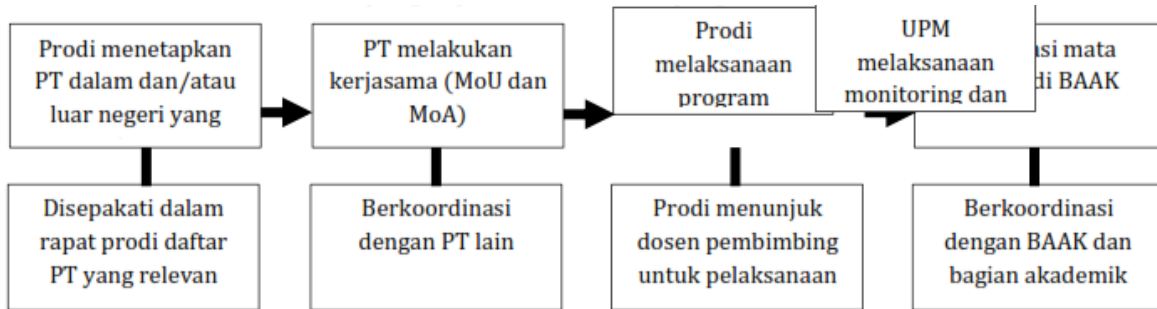 Prodi menetapkan
PT dalam dan/atau
luar negeri yang
PT melakukan
kerjasama (MoU dan
MoA)
Prodi
melaksanaan
program
UPM
melaksanaan
monitoring dan
mata
di BAAK
Disepakati dalam
rapat prodi daftar
PT yang relevan
Berkoordinasi
dengan PT lain
Prodi menunjuk
dosen pembimbing
untuk pelaksanaan
Berkoordinasi
dengan BAAK dan
bagian akademik